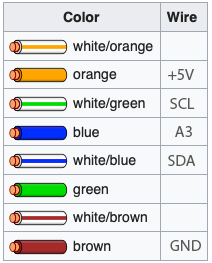 Color Wire
white/orange
orange +5V
white/green SCL
blue A3
white/blue SDA
green
white/brown
brown GND